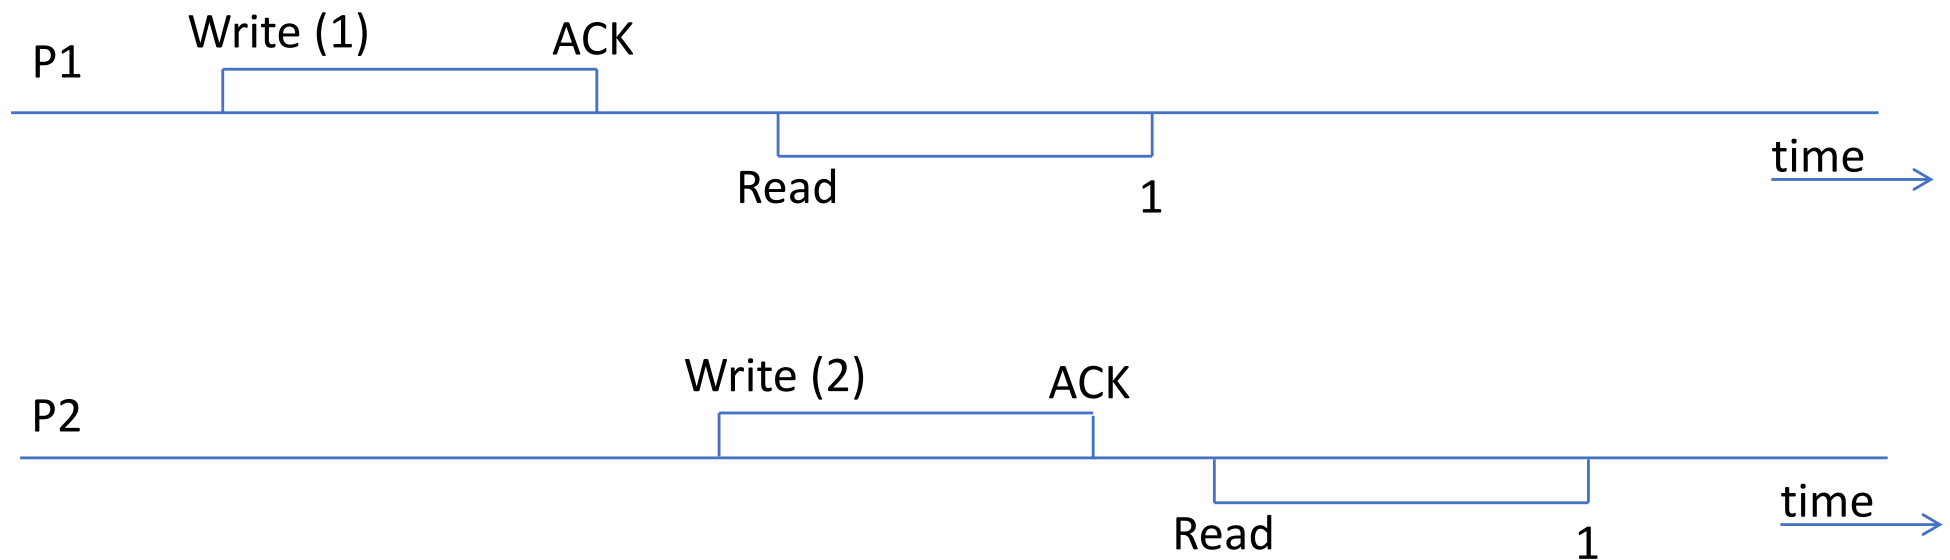 Write (1)
ACK
P1
time
Read
1
Write (2)
ACK
P2
time
Read
1